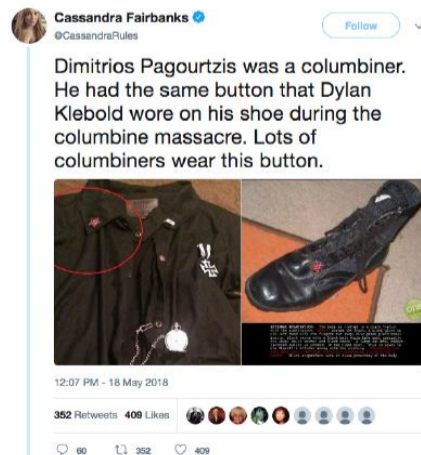 Cassandra Fairbanks
@CassandraRules
Follow
Dimitrios Pagourtzis was a columbiner.
He had the same button that Dylan
Klebold wore on his shoe during the
columbine massacre. Lots of
columbiners wear this button.
12:07 PM - 18 May 2018
352 Retweets 409 Likes
60 352 409